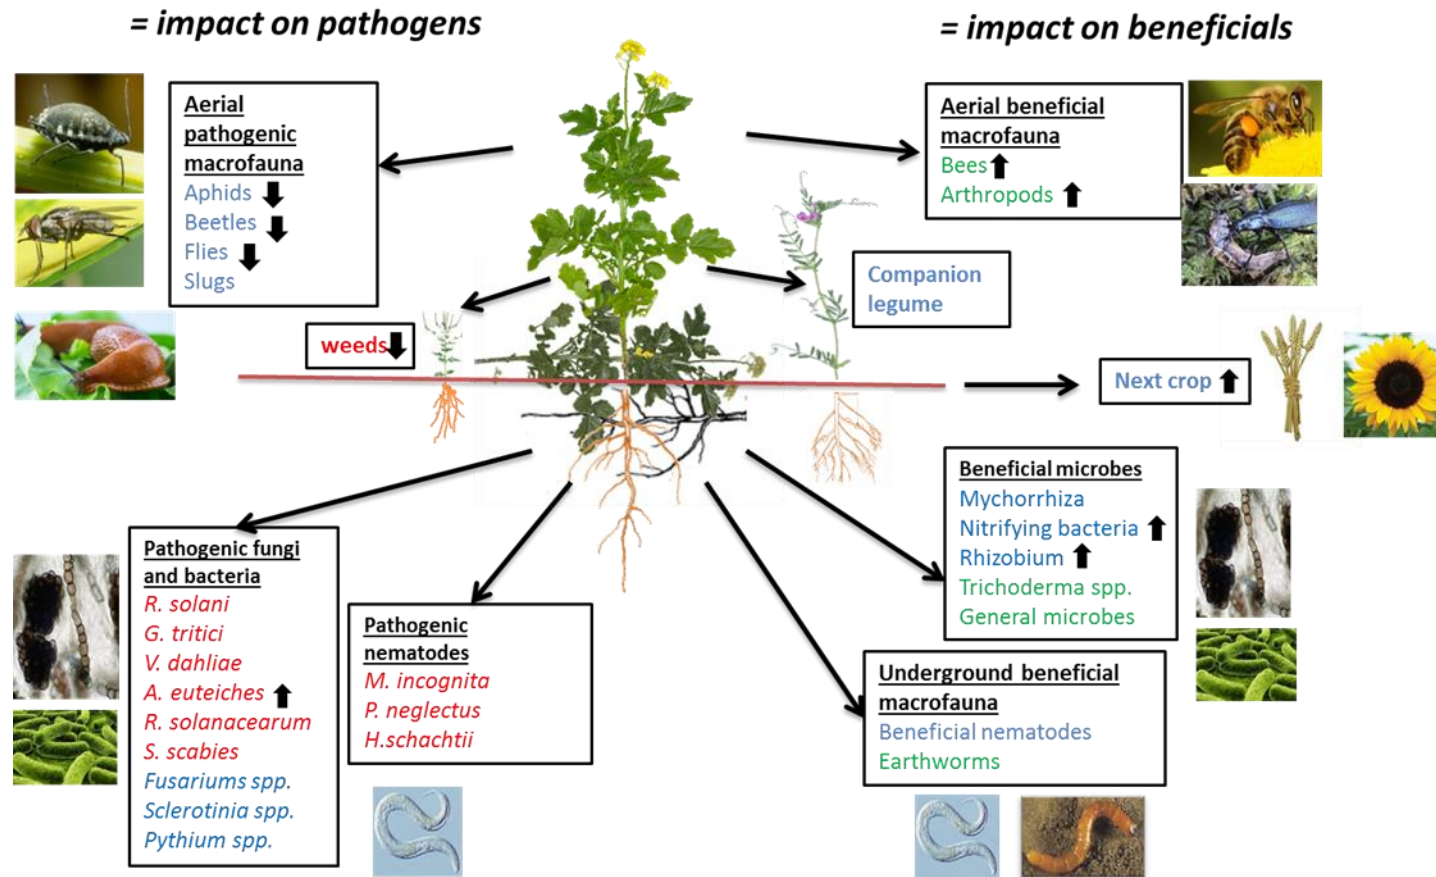 = impact on pathogens
= impact on beneficials
Aerial
pathogenic
macrofauna
Aphids
Beetles
Flies
Slugs
Aerial beneficial
macrofauna
Bees
Arthropods
Companion
legume
weeds
Next crop
Pathogenic fungi
and bacteria
R. solani
G. tritici
V. dahliae
A. euteiches
R. solanacearum
S. scabies
Fusariums spp.
Sclerotinia spp.
Pythium spp.
Pathogenic
nematodes
M. incognita
P. neglectus
H.schachtii
Beneficial microbes
Mychorrhiza
Nitrifying bacteria
Rhizobium
Trichoderma spp.
General microbes
Underground beneficial
macrofauna
Beneficial nematodes
Earthworms